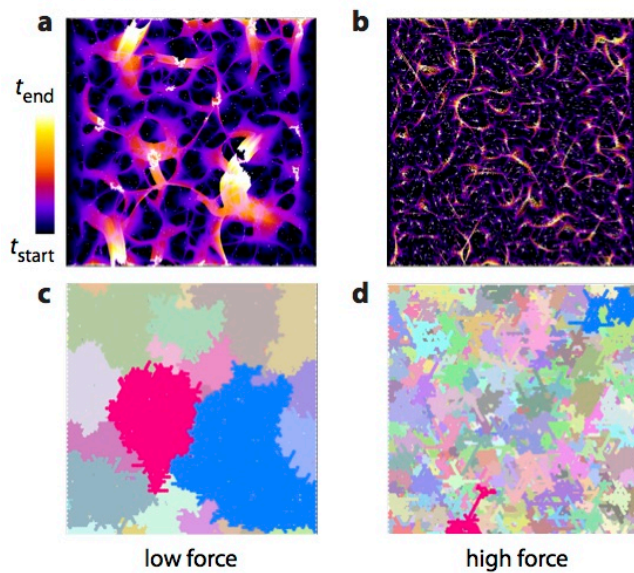 a
b
t_end
t_start
c
d
low force
high force